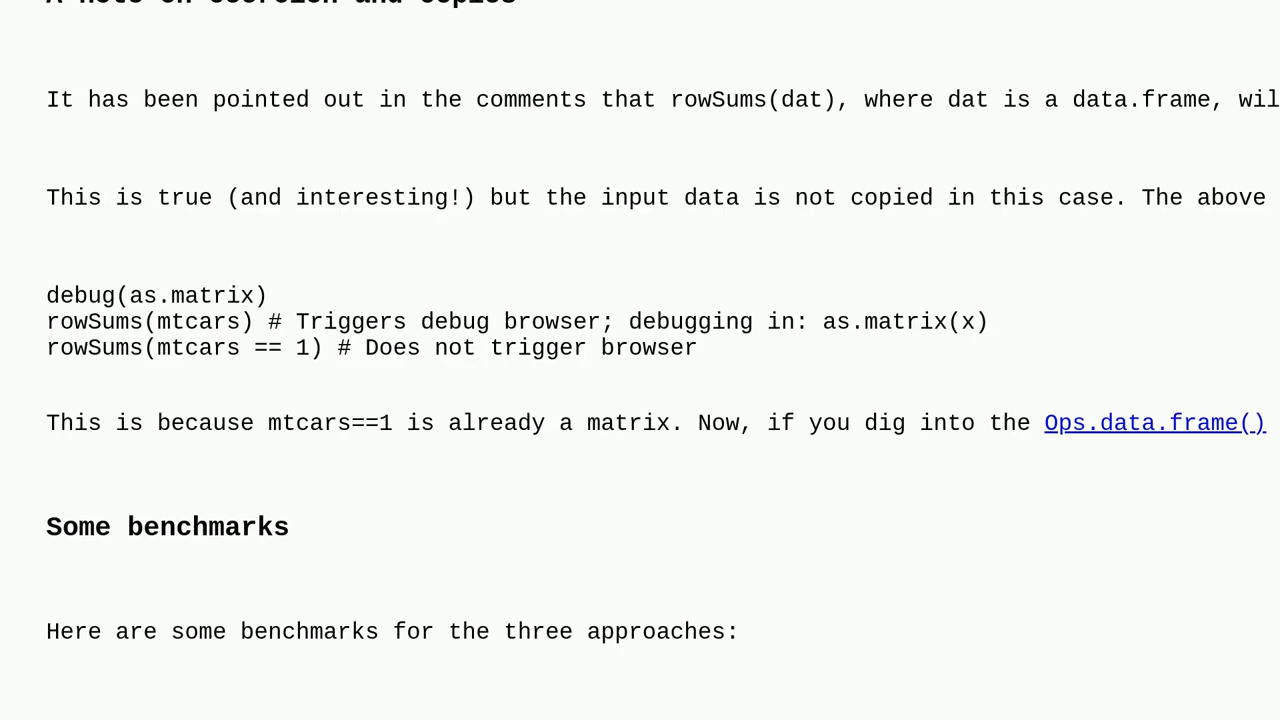 A note on coercion and copies
It has been pointed out in the comments that rowSums(dat), where dat is a data.frame,
This is true (and interesting!) but the input data is not copied in this case. The above
debug(as.matrix)
rowSums(mtcars) # Triggers debug browser; debugging in: as.matrix(x)
rowSums(mtcars == 1) # Does not trigger browser
This is because mtcars==1 is already a matrix. Now, if you dig into the Ops.data.frame()
Some benchmarks
Here are some benchmarks for the three approaches: